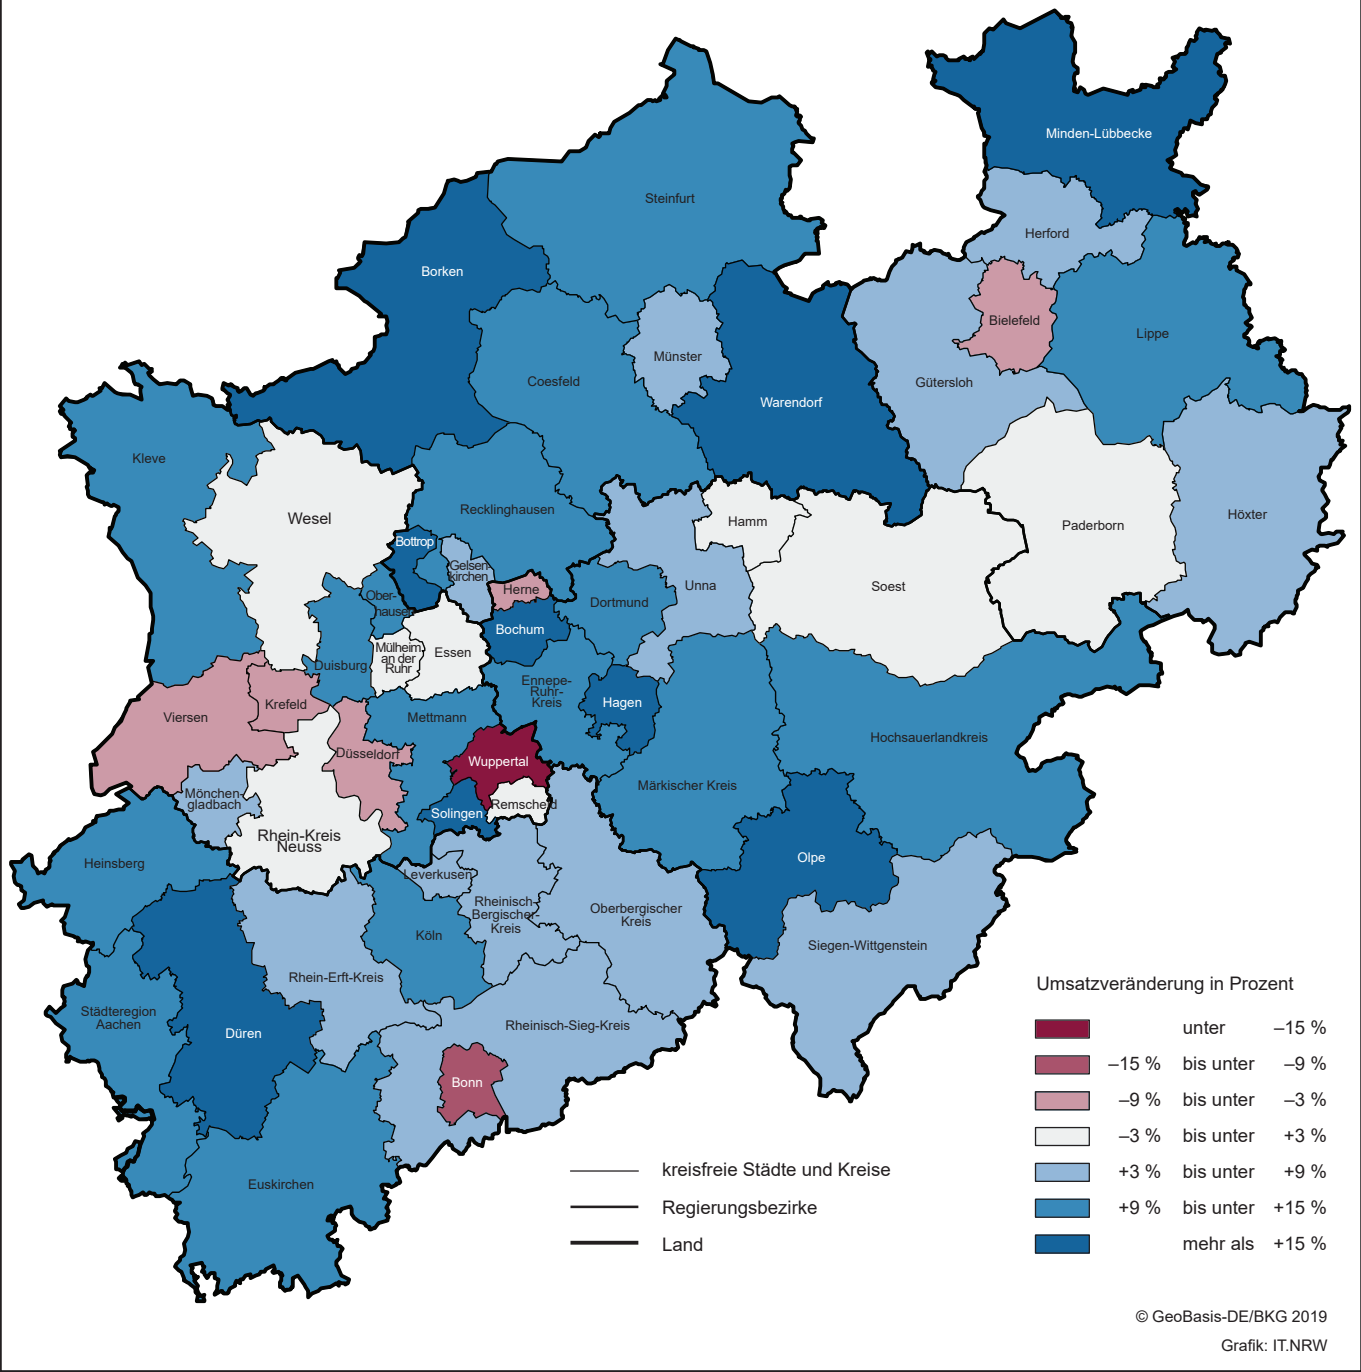 Minden-Lübbecke
Steinfurt
Herford
Borken
Bielefeld
Lippe
Münster
Coesfeld
Gütersloh
Warendorf
Kleve
Recklinghausen
Wesel
Hamm
Paderborn
Höxter
Bottrop
Gelsen-
kirchen
Herne
Ober-
hausen
Dortmund
Unna
Soest
Bochum
Mülheim
an der
Ruhr
Essen
Duisburg
Ennepe-
Ruhr-
Kreis
Hagen
Krefeld
Viersen
Mettmann
Hochsauerlandkreis
Düsseldorf
Wuppertal
Märkischer Kreis
Mönchen-
gladbach
Remscheid
Solingen
Rhein-Kreis
Neuss
Heinsberg
Olpe
Leverkusen
Rheinisch-
Bergischer-
Kreis
Oberbergischer
Kreis
Köln
Siegen-Wittgenstein
Rhein-Erft-Kreis
Städteregion
Aachen
Düren
Rheinisch-Sieg-Kreis
Bonn
Euskirchen
Umsatzveränderung in Prozent
unter –15 %
–15 % bis unter –9 %
–9 % bis unter –3 %
–3 % bis unter +3 %
+3 % bis unter +9 %
+9 % bis unter +15 %
mehr als +15 %
kreisfreie Städte und Kreise
Regierungsbezirke
Land
© GeoBasis-DE/BKG 2019
Grafik: IT.NRW